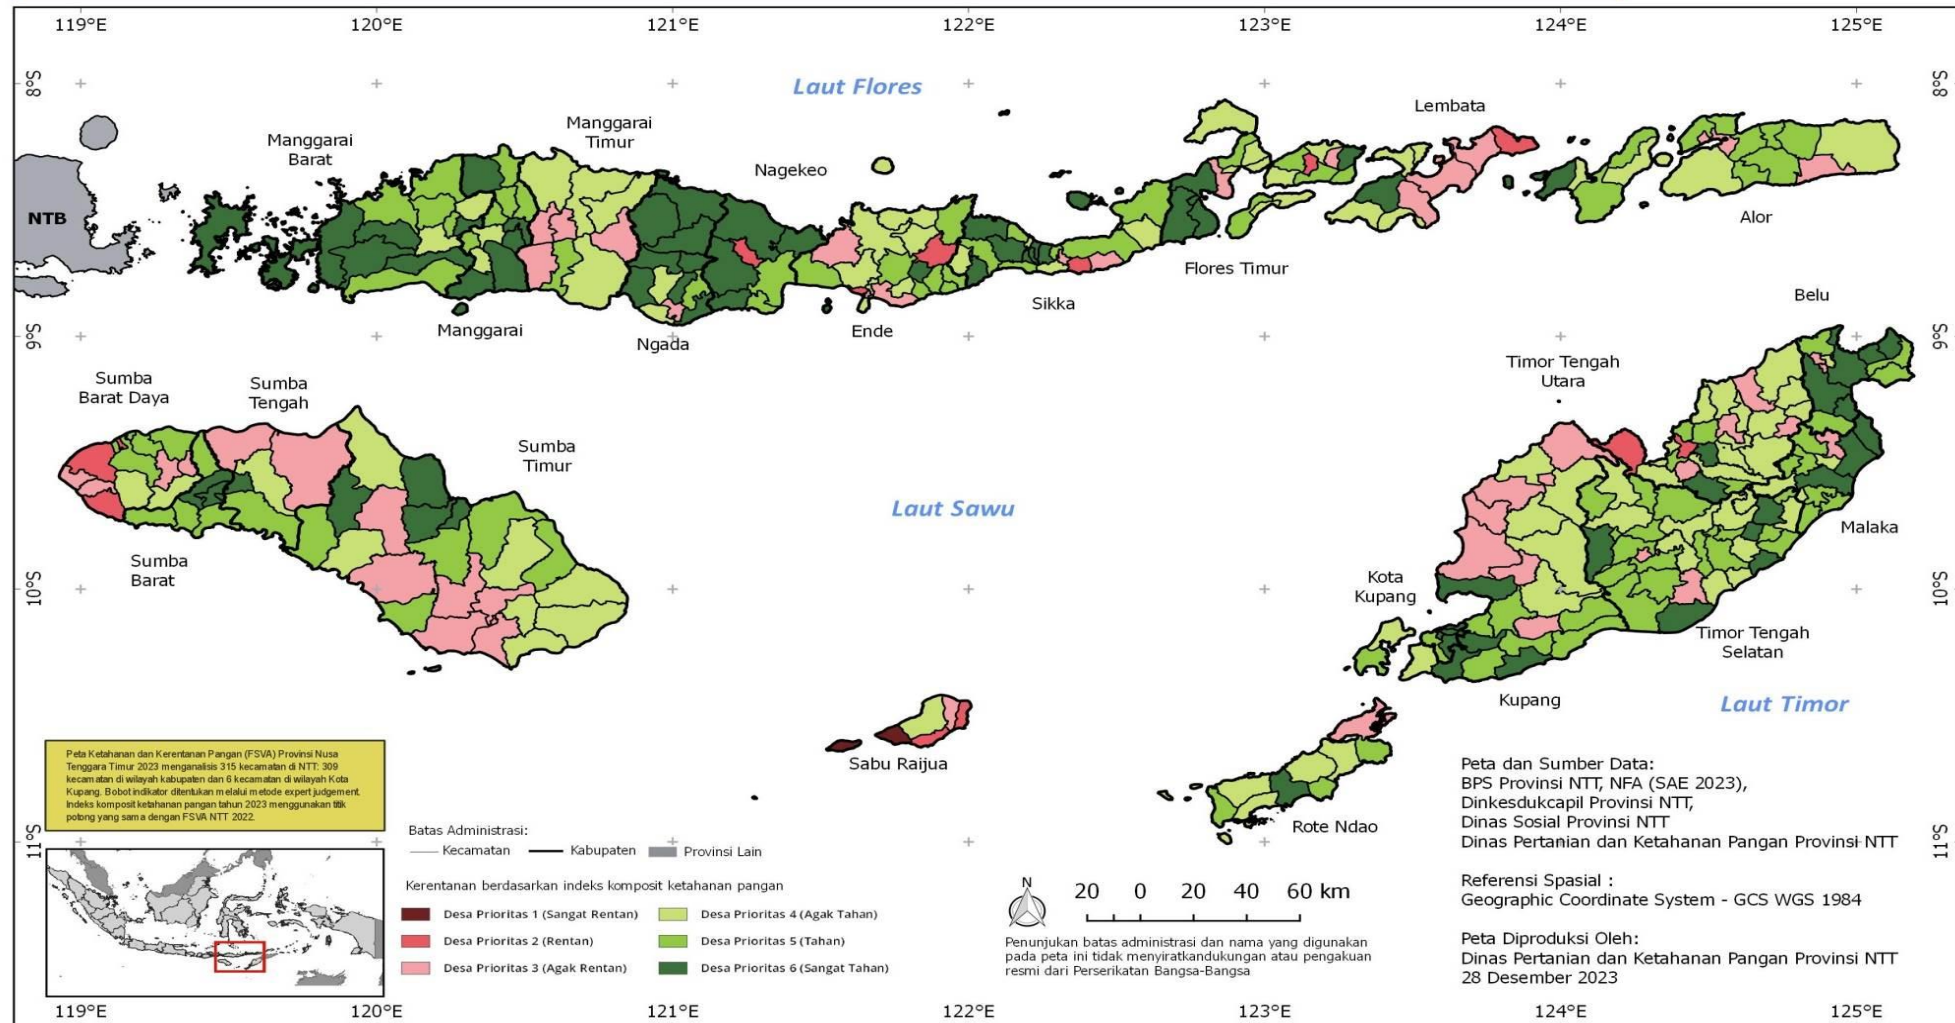 119°E 120°E 121°E 122°E 123°E 124°E 125°E
8°S
8°S
Laut Flores
Lembata
Manggarai
Timur
Manggarai
Barat
Nagekeo
NTB
Alor
Flores Timur
Sikka
Belu
Manggarai
Ende
Ngada
9°S
9°S
Timor Tengah
Utara
Sumba
Barat Daya
Sumba
Tengah
Sumba
Timur
Laut Sawu
Malaka
Sumba
Barat
Kota
Kupang
10°S
10°S
Timor Tengah
Selatan
Kupang
Laut Timor
Sabu Raijua
Rote Ndao
11°S
11°S
Peta Ketahanan dan Kerentanan Pangan (FSVA) Provinsi Nusa
Tenggara Timur 2023 menganalisis 315 kecamatan di NTT: 309
kecamatan di wilayah kabupaten dan 6 kecamatan di wilayah Kota
Kupang. Bobot indikator ditentukan melalui metode expert judgement.
Indeks komposit ketahanan pangan tahun 2023 menggunakan titik
potong yang sama dengan FSVA NTT 2022.
Batas Administrasi:
Kecamatan Kabupaten Provinsi Lain
Kerentanan berdasarkan indeks komposit ketahanan pangan
Desa Prioritas 1 (Sangat Rentan) Desa Prioritas 4 (Agak Tahan)
Desa Prioritas 2 (Rentan) Desa Prioritas 5 (Tahan)
Desa Prioritas 3 (Agak Rentan) Desa Prioritas 6 (Sangat Tahan)
N
20 0 20 40 60 km
Penunjukan batas administrasi dan nama yang digunakan
pada peta ini tidak menyiratkandukungan atau pengakuan
resmi dari Perserikatan Bangsa-Bangsa
Peta dan Sumber Data:
BPS Provinsi NTT, NFA (SAE 2023),
Dinkesdukcapil Provinsi NTT,
Dinas Sosial Provinsi NTT
Dinas Pertanian dan Ketahanan Pangan Provinsi NTT
Referensi Spasial :
Geographic Coordinate System - GCS WGS 1984
Peta Diproduksi Oleh:
Dinas Pertanian dan Ketahanan Pangan Provinsi NTT
28 Desember 2023
119°E 120°E 121°E 122°E 123°E 124°E 125°E